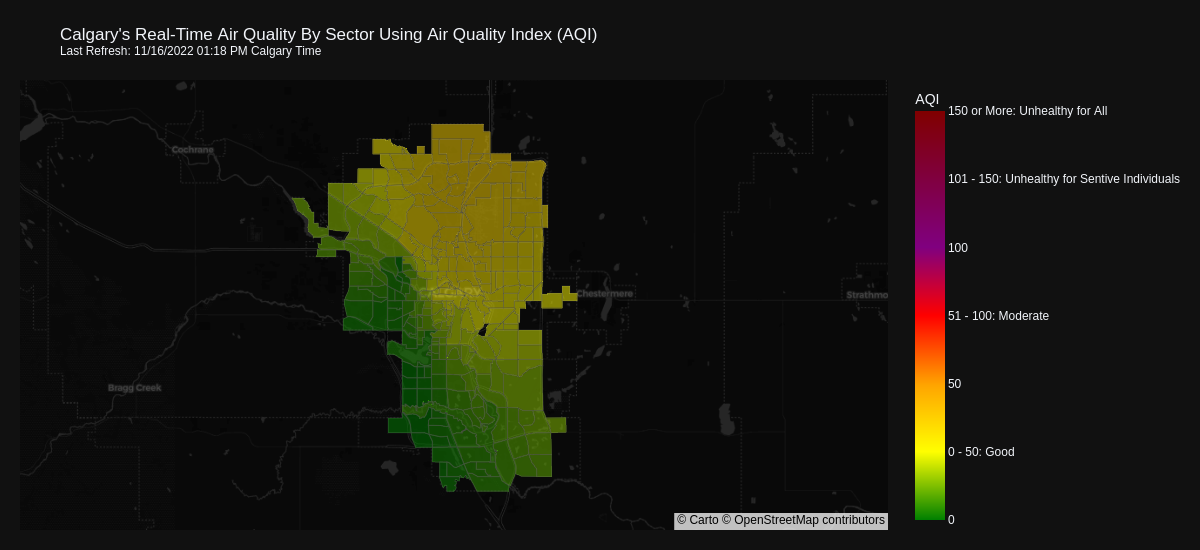 Calgary's Real-Time Air Quality By Sector Using Air Quality Index (AQI)
Last Refresh: 11/16/2022 01:18 PM Calgary Time
AQI
150 or More: Unhealthy for All
101 - 150: Unhealthy for Sentive Individuals
100
51 - 100: Moderate
50
0 - 50: Good
0
Cochrane
Chestermere
Strathmo
Bragg Creek
© Carto © OpenStreetMap contributors